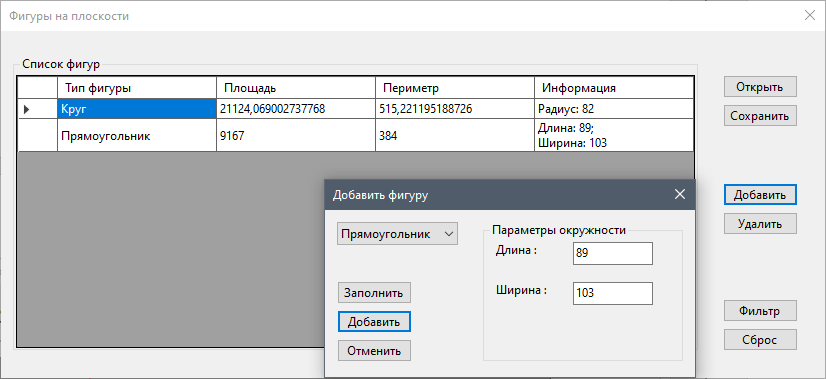 Фигуры на плоскости
Список фигур
Тип фигуры Площадь Периметр Информация
Круг 21124,069002737768 515,221195188726 Радиус: 82
Прямоугольник 9167 384 Длина: 89;
Ширина: 103
Открыть
Сохранить
Добавить
Удалить
Фильтр
Сброс
Добавить фигуру
Прямоугольник
Заполнить
Добавить
Отменить
Параметры окружности
Длина : 89
Ширина : 103